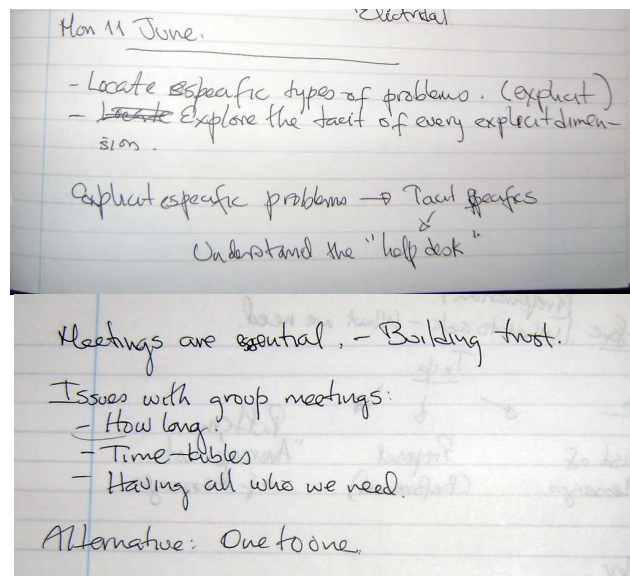 Electrical
Mon 11 June.
- Locate especific types of problems. (explicit)
- Locate Explore the tacit of every explicit dimen-
sion.
Explicit especific problems → Tacit specifics
Understand the "help desk"
Meetings are essential. - Building trust.
Issues with group meetings:
- How long.
- Time-tables
- Having all who we need.
Alternative: One to one.